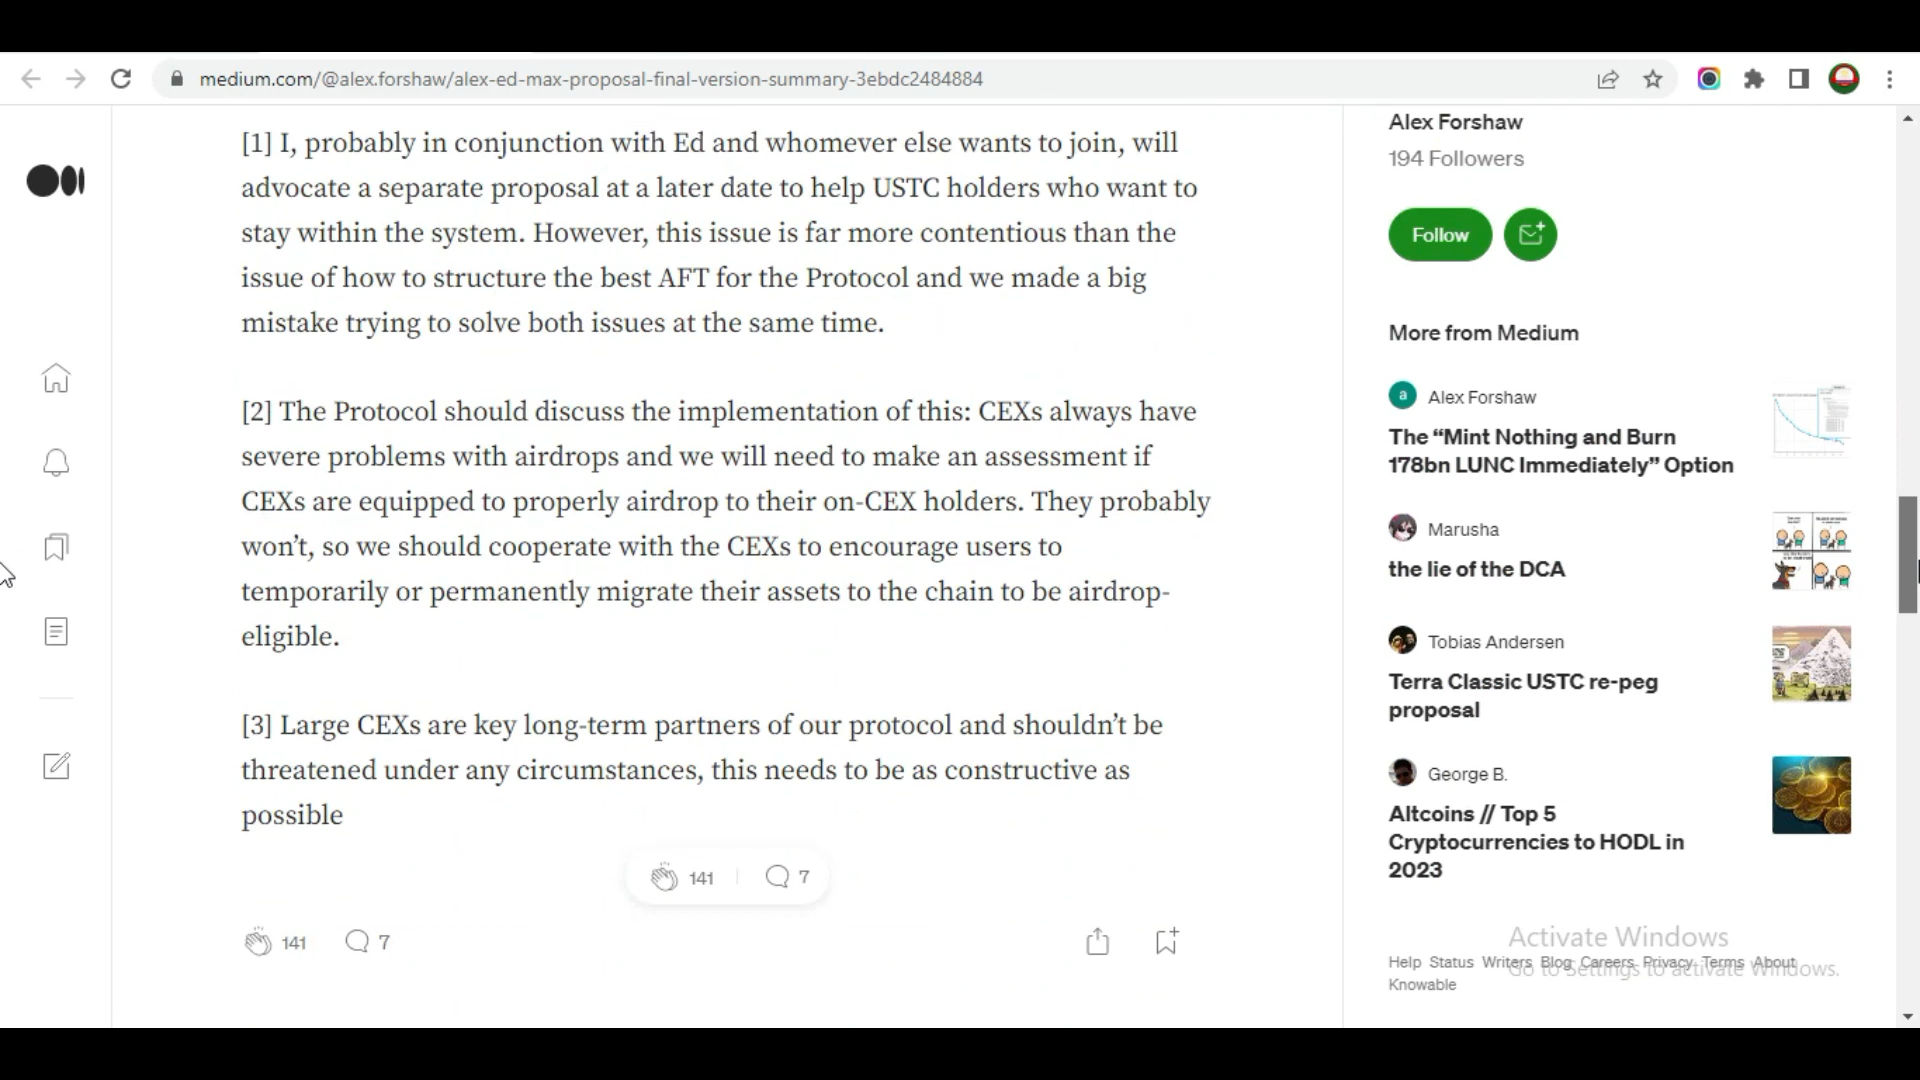 medium.com/@alex.forshaw/alex-ed-max-proposal-final-version-summary-3ebdc2484884
[1] I, probably in conjunction with Ed and whomever else wants to join, will
advocate a separate proposal at a later date to help USTC holders who want to
stay within the system. However, this issue is far more contentious than the
issue of how to structure the best AFT for the Protocol and we made a big
mistake trying to solve both issues at the same time.
[2] The Protocol should discuss the implementation of this: CEXs always have
severe problems with airdrops and we will need to make an assessment if
CEXs are equipped to properly airdrop to their on-CEX holders. They probably
won’t, so we should cooperate with the CEXs to encourage users to
temporarily or permanently migrate their assets to the chain to be airdrop-
eligible.
[3] Large CEXs are key long-term partners of our protocol and shouldn’t be
threatened under any circumstances, this needs to be as constructive as
possible
141 7
141 7
Alex Forshaw
194 Followers
Follow
More from Medium
a Alex Forshaw
The “Mint Nothing and Burn
178bn LUNC Immediately” Option
Marusha
the lie of the DCA
Tobias Andersen
Terra Classic USTC re-peg
proposal
George B.
Altcoins // Top 5
Cryptocurrencies to HODL in
2023
Activate Windows
Go to Settings to activate Windows.
Help Status Writers Blog Careers Privacy Terms About
Knowable